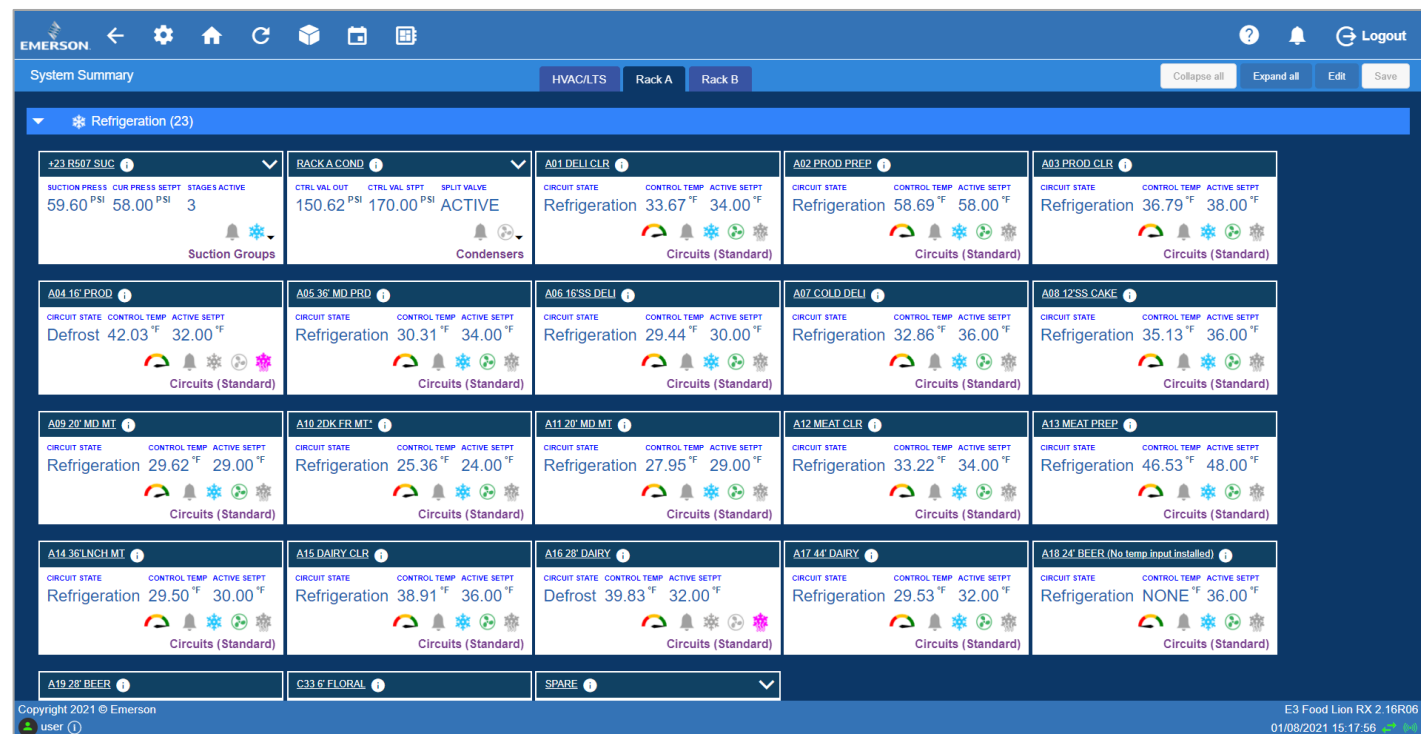 EMERSON.
Logout
System Summary
HVAC/LTS Rack A Rack B
Collapse all Expand all Edit Save
Refrigeration (23)
+23 R507 SUC
SUCTION PRESS CUR PRESS SETPT STAGES ACTIVE
59.60 PSI 58.00 PSI 3
Suction Groups
RACK A COND
CTRL VAL OUT CTRL VAL STPT SPLIT VALVE
150.62 PSI 170.00 PSI ACTIVE
Condensers
A01 DELI CLR
CIRCUIT STATE CONTROL TEMP ACTIVE SETPT
Refrigeration 33.67 °F 34.00 °F
Circuits (Standard)
A02 PROD PREP
CIRCUIT STATE CONTROL TEMP ACTIVE SETPT
Refrigeration 58.69 °F 58.00 °F
Circuits (Standard)
A03 PROD CLR
CIRCUIT STATE CONTROL TEMP ACTIVE SETPT
Refrigeration 36.79 °F 38.00 °F
Circuits (Standard)
A04 16' PROD
CIRCUIT STATE CONTROL TEMP ACTIVE SETPT
Defrost 42.03 °F 32.00 °F
Circuits (Standard)
A05 36' MD PRD
CIRCUIT STATE CONTROL TEMP ACTIVE SETPT
Refrigeration 30.31 °F 34.00 °F
Circuits (Standard)
A06 16'SS DELI
CIRCUIT STATE CONTROL TEMP ACTIVE SETPT
Refrigeration 29.44 °F 30.00 °F
Circuits (Standard)
A07 COLD DELI
CIRCUIT STATE CONTROL TEMP ACTIVE SETPT
Refrigeration 32.86 °F 36.00 °F
Circuits (Standard)
A08 12'SS CAKE
CIRCUIT STATE CONTROL TEMP ACTIVE SETPT
Refrigeration 35.13 °F 36.00 °F
Circuits (Standard)
A09 20' MD MT
CIRCUIT STATE CONTROL TEMP ACTIVE SETPT
Refrigeration 29.62 °F 29.00 °F
Circuits (Standard)
A10 2DK FR MT*
CIRCUIT STATE CONTROL TEMP ACTIVE SETPT
Refrigeration 25.36 °F 24.00 °F
Circuits (Standard)
A11 20' MD MT
CIRCUIT STATE CONTROL TEMP ACTIVE SETPT
Refrigeration 27.95 °F 29.00 °F
Circuits (Standard)
A12 MEAT CLR
CIRCUIT STATE CONTROL TEMP ACTIVE SETPT
Refrigeration 33.22 °F 34.00 °F
Circuits (Standard)
A13 MEAT PREP
CIRCUIT STATE CONTROL TEMP ACTIVE SETPT
Refrigeration 46.53 °F 48.00 °F
Circuits (Standard)
A14 36'LNCH MT
CIRCUIT STATE CONTROL TEMP ACTIVE SETPT
Refrigeration 29.50 °F 30.00 °F
Circuits (Standard)
A15 DAIRY CLR
CIRCUIT STATE CONTROL TEMP ACTIVE SETPT
Refrigeration 38.91 °F 36.00 °F
Circuits (Standard)
A16 28' DAIRY
CIRCUIT STATE CONTROL TEMP ACTIVE SETPT
Defrost 39.83 °F 32.00 °F
Circuits (Standard)
A17 44' DAIRY
CIRCUIT STATE CONTROL TEMP ACTIVE SETPT
Refrigeration 29.53 °F 32.00 °F
Circuits (Standard)
A18 24' BEER (No temp input installed)
CIRCUIT STATE CONTROL TEMP ACTIVE SETPT
Refrigeration NONE °F 36.00 °F
Circuits (Standard)
A19 28' BEER
C33 6' FLORAL
SPARE
Copyright 2021 © Emerson
E3 Food Lion RX 2.16R06
user
01/08/2021 15:17:56